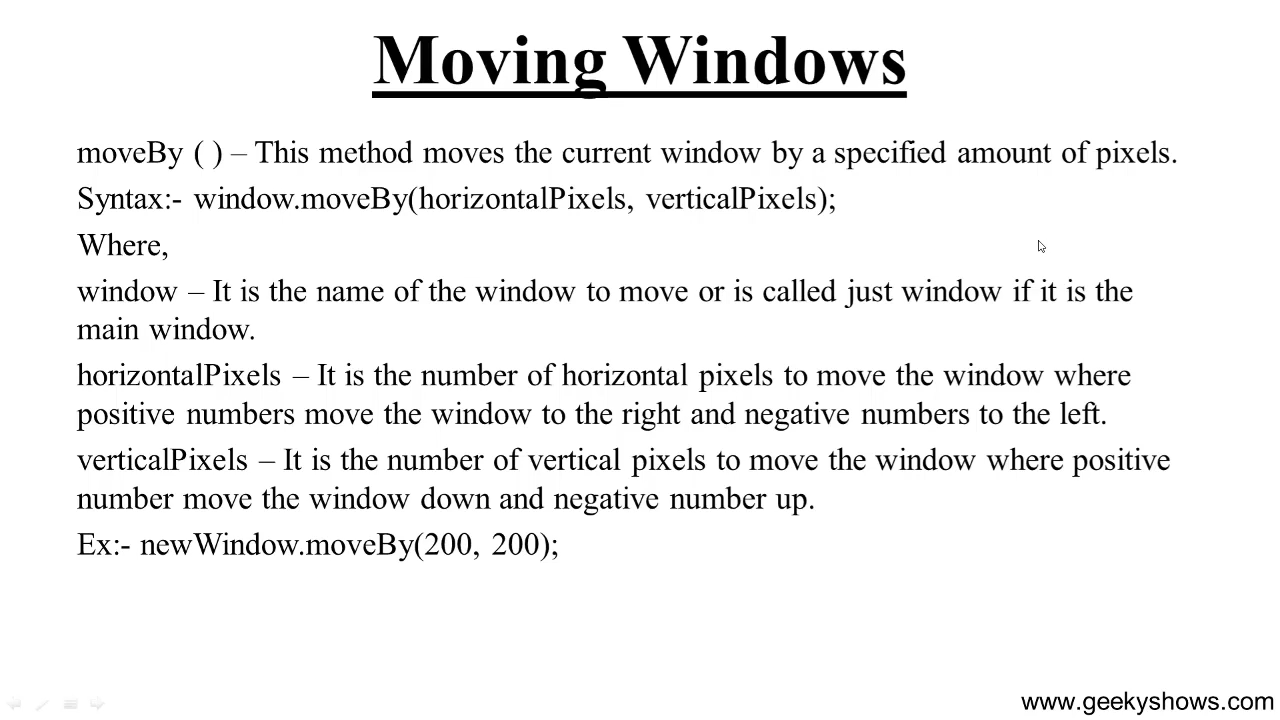 Moving Windows
moveBy ( ) – This method moves the current window by a specified amount of pixels.
Syntax:- window.moveBy(horizontalPixels, verticalPixels);
Where,
window – It is the name of the window to move or is called just window if it is the
main window.
horizontalPixels – It is the number of horizontal pixels to move the window where
positive numbers move the window to the right and negative numbers to the left.
verticalPixels – It is the number of vertical pixels to move the window where positive
number move the window down and negative number up.
Ex:- newWindow.moveBy(200, 200);
www.geekyshows.com